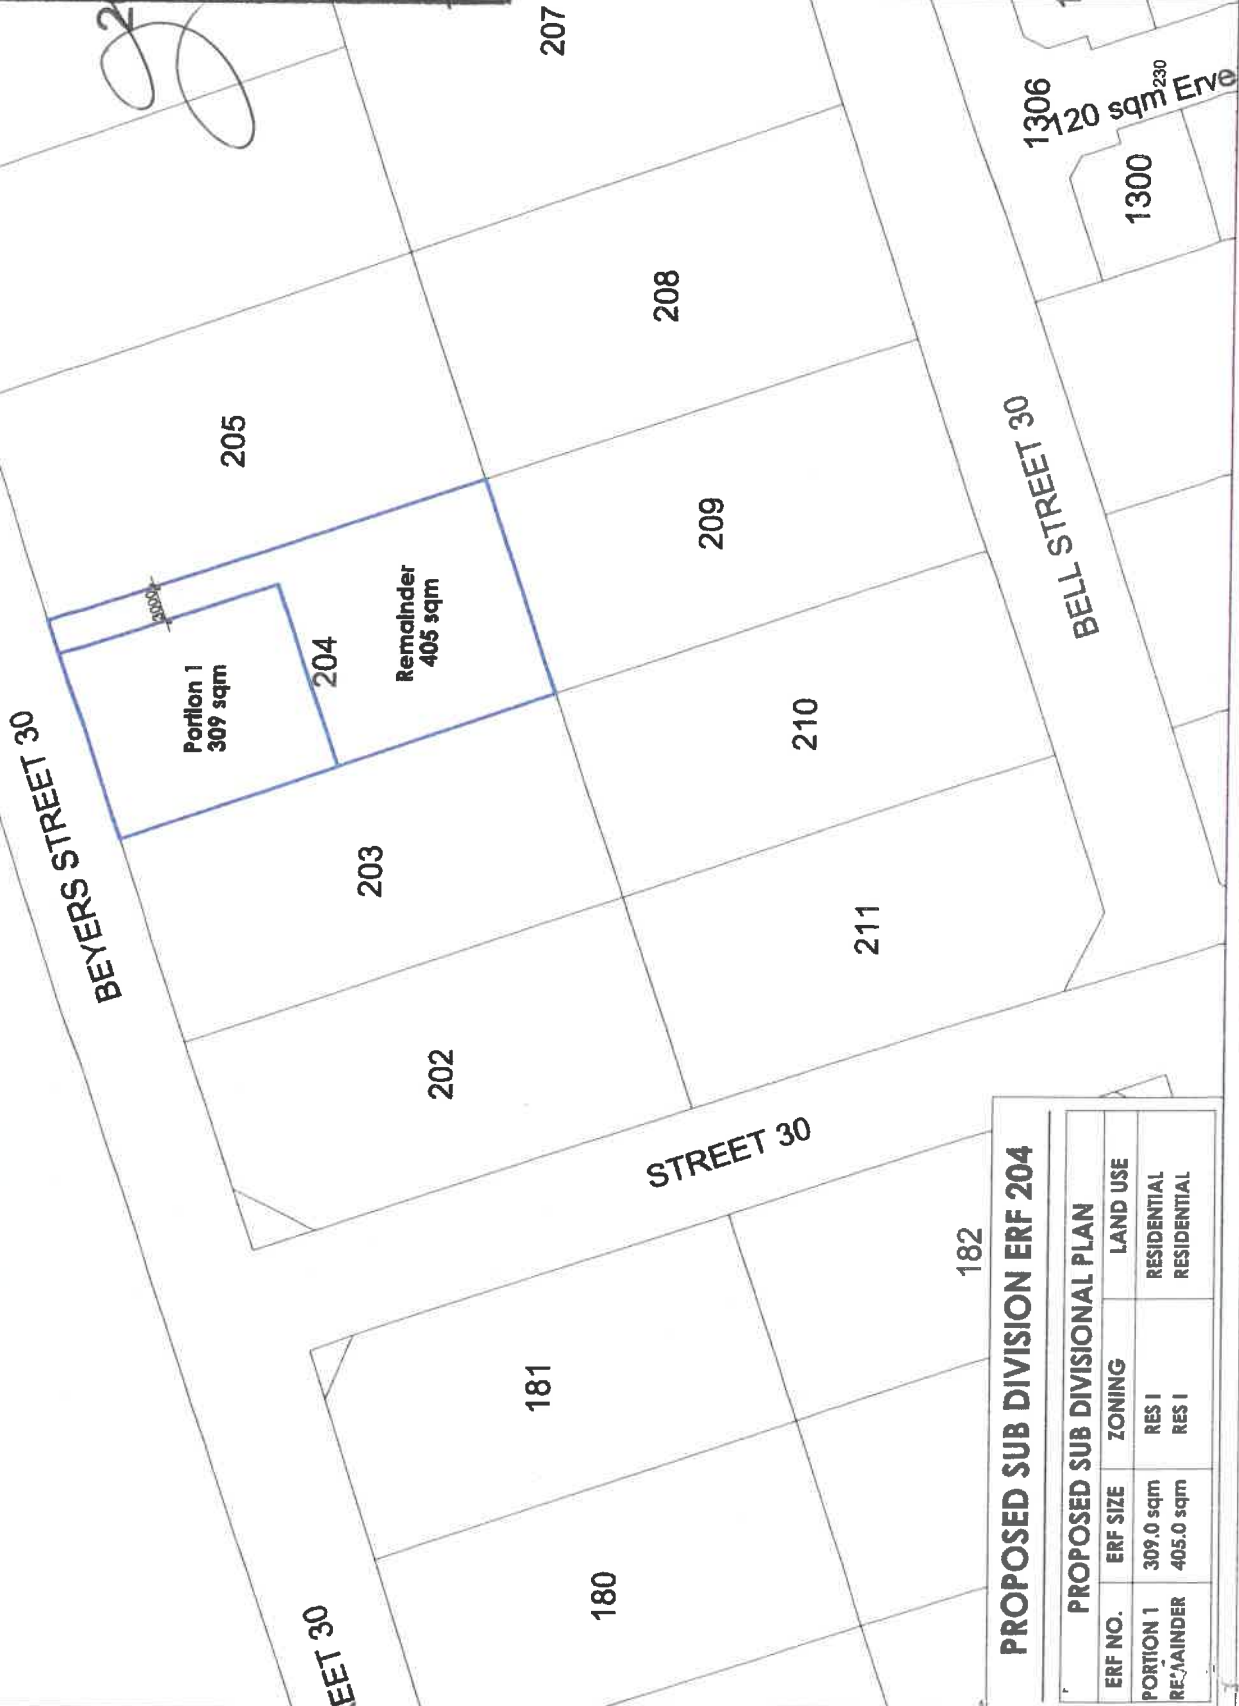 207
1306
120 sqm Erve
230
1300
208
205
209
BELL STREET 30
3000
Portion 1
309 sqm
204
Remainder
405 sqm
BEYERS STREET 30
210
203
211
202
STREET 30
181
182
180
EET 30
PROPOSED SUB DIVISION ERF 204
PROPOSED SUB DIVISIONAL PLAN
ERF NO. ERF SIZE ZONING LAND USE
PORTION 1 309.0 sqm RES I RESIDENTIAL
REMAINDER 405.0 sqm RES I RESIDENTIAL